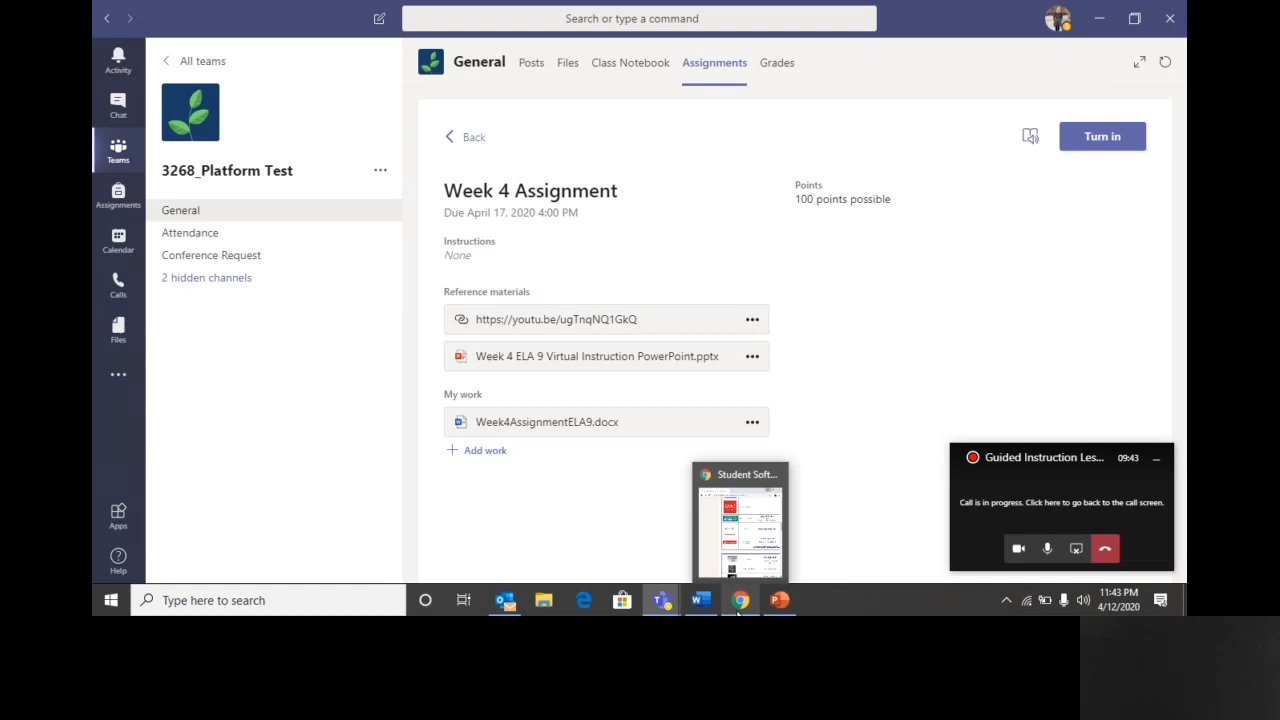 Search or type a command
Activity
Chat
Teams
Assignments
Calendar
Calls
Files
Apps
Help
All teams
3268_Platform Test
General
Attendance
Conference Request
2 hidden channels
General Posts Files Class Notebook Assignments Grades
Back
Turn in
Week 4 Assignment
Due April 17, 2020 4:00 PM
Points
100 points possible
Instructions
None
Reference materials
https://youtu.be/ugTnqNQ1GkQ
Week 4 ELA 9 Virtual Instruction PowerPoint.pptx
My work
Week4AssignmentELA9.docx
Add work
Student Soft...
Guided Instruction Les... 09:43
Call is in progress. Click here to go back to the call screen.
Type here to search
11:43 PM
4/12/2020